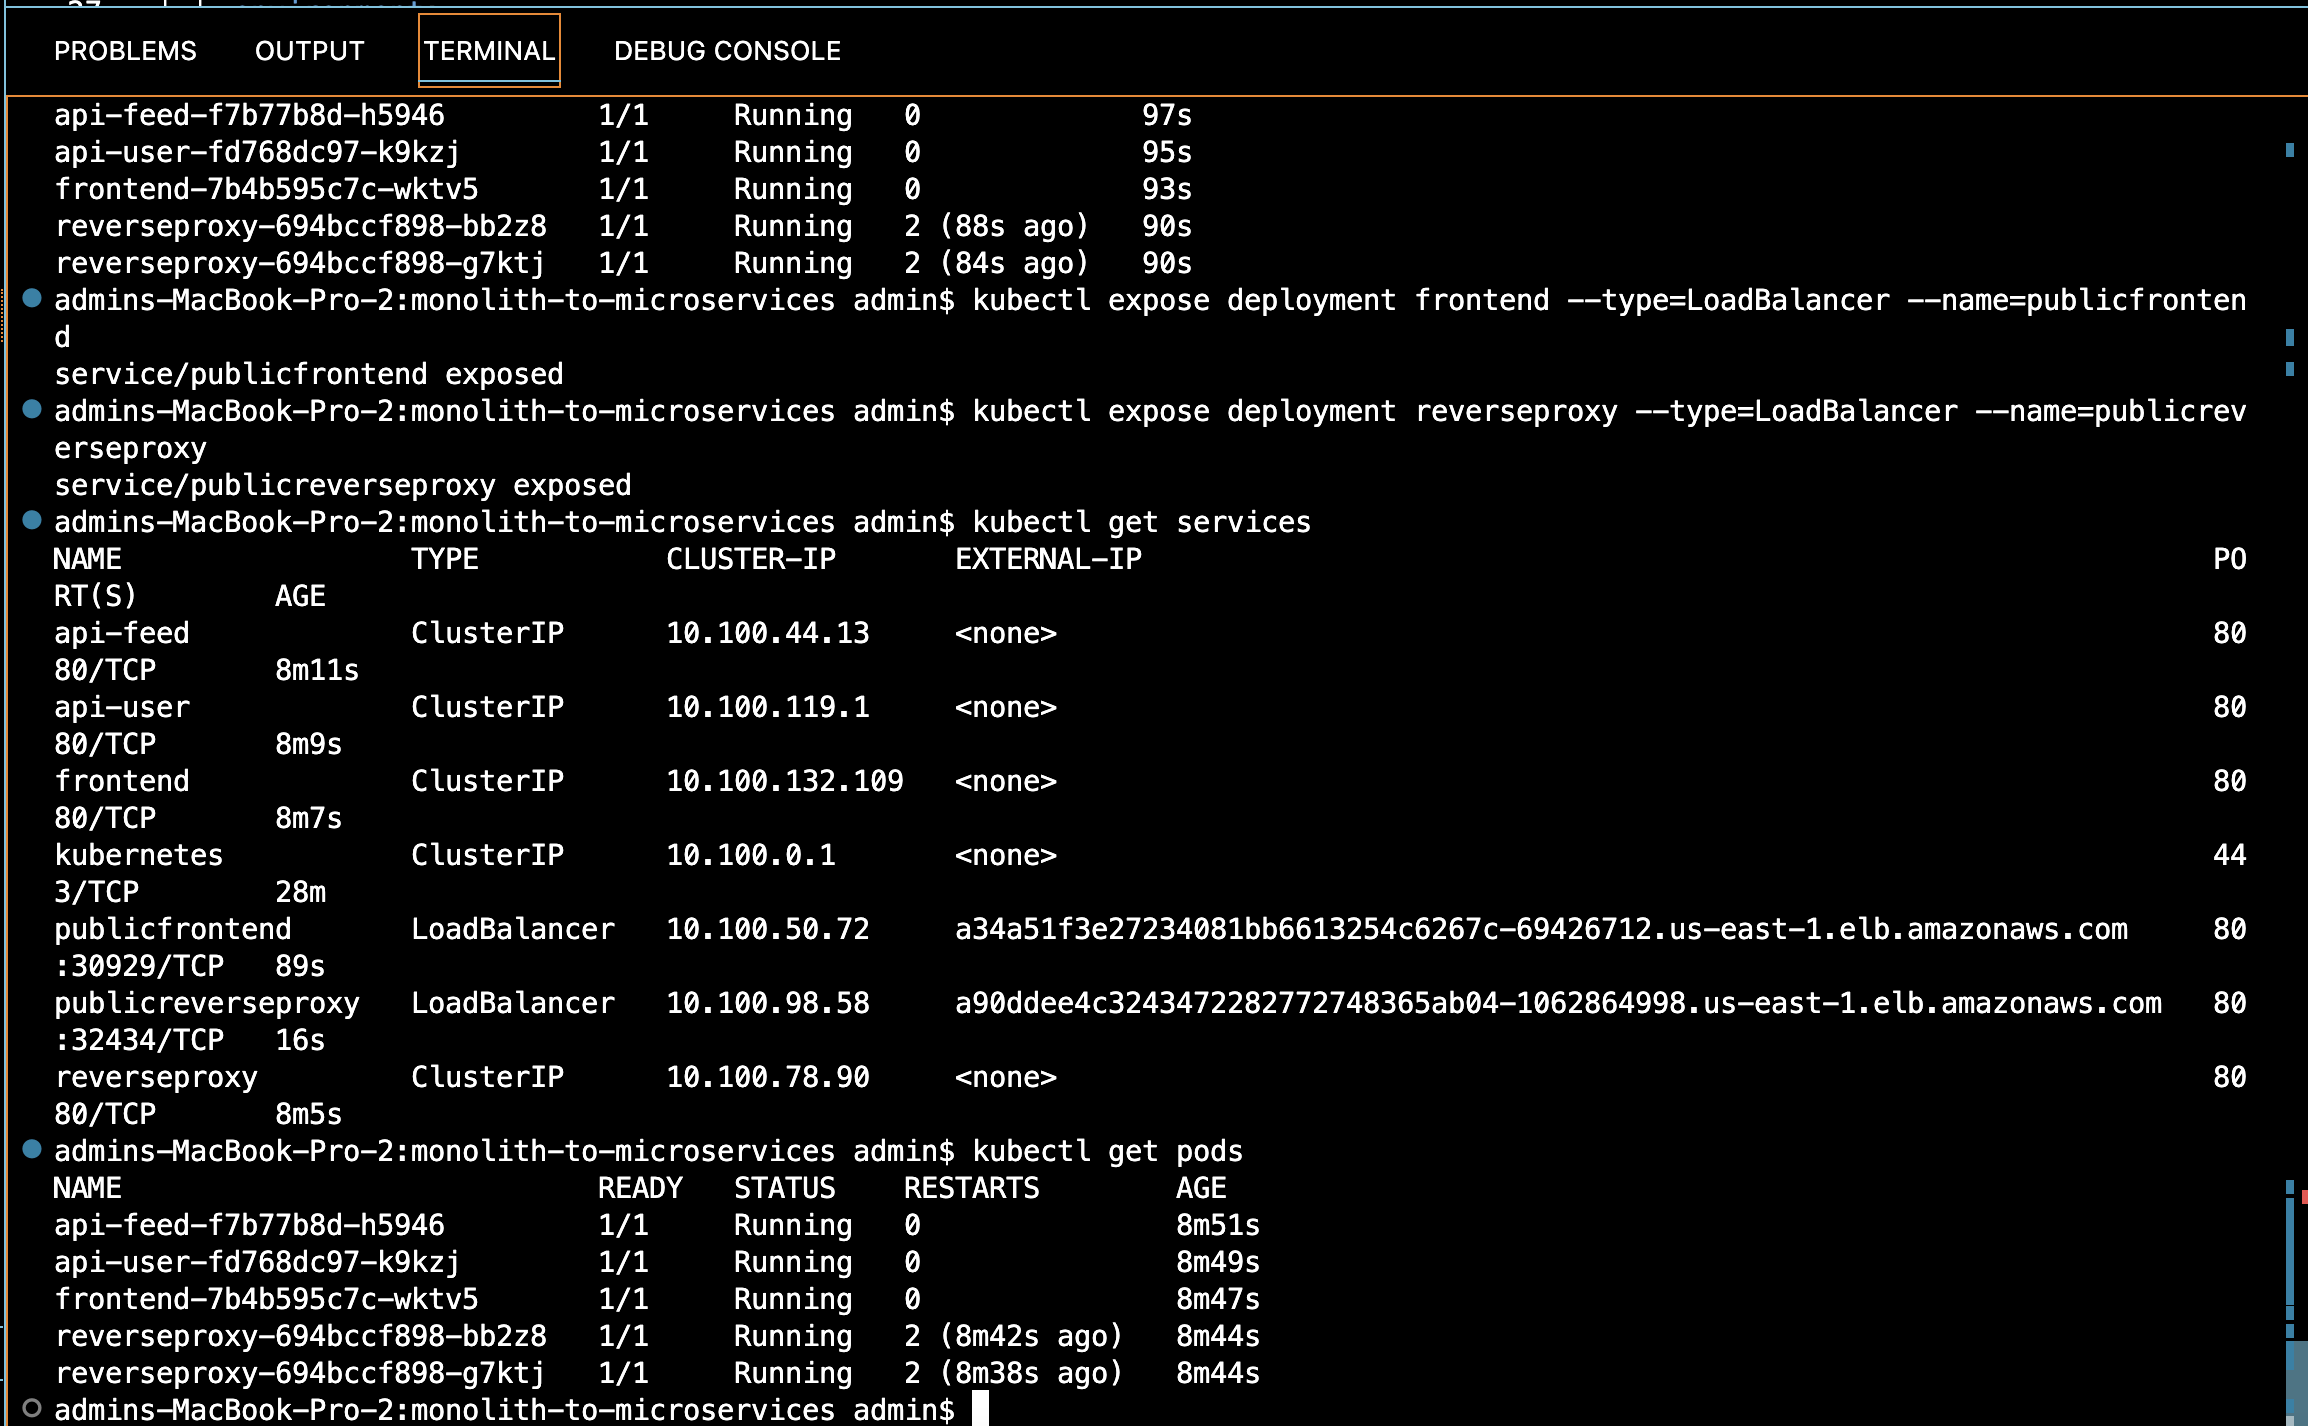 PROBLEMS OUTPUT TERMINAL DEBUG CONSOLE
api-feed-f7b77b8d-h5946 1/1 Running 0 97s
api-user-fd768dc97-k9kzj 1/1 Running 0 95s
frontend-7b4b595c7c-wktv5 1/1 Running 0 93s
reverseproxy-694bccf898-bb2z8 1/1 Running 2 (88s ago) 90s
reverseproxy-694bccf898-g7ktj 1/1 Running 2 (84s ago) 90s
admins-MacBook-Pro-2:monolith-to-microservices admin$ kubectl expose deployment frontend --type=LoadBalancer --name=publicfronten
d
service/publicfrontend exposed
admins-MacBook-Pro-2:monolith-to-microservices admin$ kubectl expose deployment reverseproxy --type=LoadBalancer --name=publicrev
erseproxy
service/publicreverseproxy exposed
admins-MacBook-Pro-2:monolith-to-microservices admin$ kubectl get services
NAME TYPE CLUSTER-IP EXTERNAL-IP PO
RT(S) AGE
api-feed ClusterIP 10.100.44.13 <none> 80
80/TCP 8m11s
api-user ClusterIP 10.100.119.1 <none> 80
80/TCP 8m9s
frontend ClusterIP 10.100.132.109 <none> 80
80/TCP 8m7s
kubernetes ClusterIP 10.100.0.1 <none> 44
3/TCP 28m
publicfrontend LoadBalancer 10.100.50.72 a34a51f3e27234081bb6613254c6267c-69426712.us-east-1.elb.amazonaws.com 80
:30929/TCP 89s
publicreverseproxy LoadBalancer 10.100.98.58 a90ddee4c3243472282772748365ab04-1062864998.us-east-1.elb.amazonaws.com 80
:32434/TCP 16s
reverseproxy ClusterIP 10.100.78.90 <none> 80
80/TCP 8m5s
admins-MacBook-Pro-2:monolith-to-microservices admin$ kubectl get pods
NAME READY STATUS RESTARTS AGE
api-feed-f7b77b8d-h5946 1/1 Running 0 8m51s
api-user-fd768dc97-k9kzj 1/1 Running 0 8m49s
frontend-7b4b595c7c-wktv5 1/1 Running 0 8m47s
reverseproxy-694bccf898-bb2z8 1/1 Running 2 (8m42s ago) 8m44s
reverseproxy-694bccf898-g7ktj 1/1 Running 2 (8m38s ago) 8m44s
admins-MacBook-Pro-2:monolith-to-microservices admin$